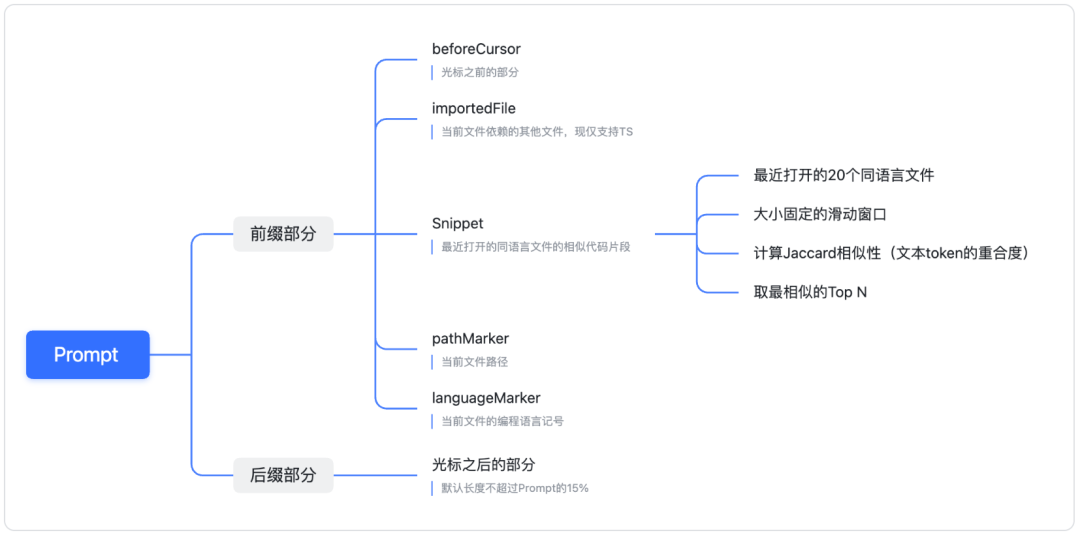 Prompt
前缀部分
beforeCursor
光标之前的部分
importedFile
当前文件依赖的其他文件，现仅支持TS
Snippet
最近打开的同语言文件的相似代码片段
最近打开的20个同语言文件
大小固定的滑动窗口
计算Jaccard相似性（文本token的重合度）
取最相似的Top N
pathMarker
当前文件路径
languageMarker
当前文件的编程语言记号
后缀部分
光标之后的部分
默认长度不超过Prompt的15%